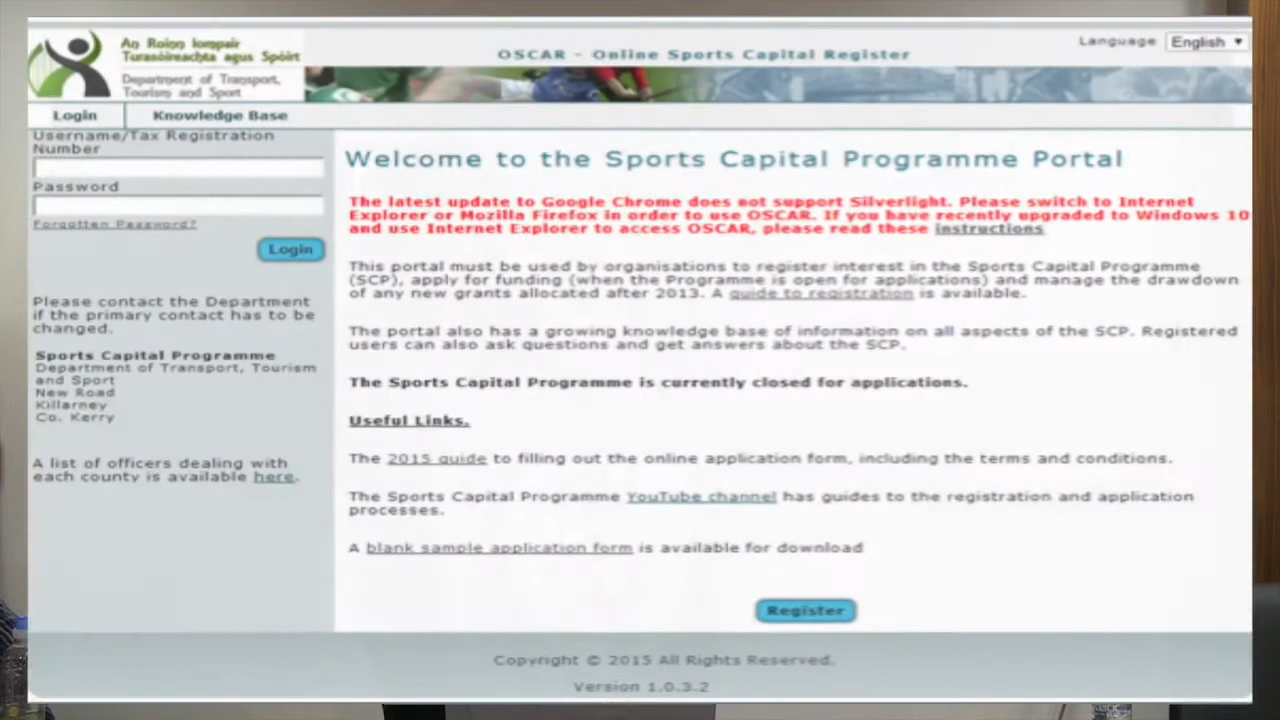 An Roinn Iompair
Turasóireachta agus Spóirt
Department of Transport,
Tourism and Sport
OSCAR - Online Sports Capital Register
Language English
Login Knowledge Base
Username/Tax Registration
Number
Password
Forgotten Password?
Login
Please contact the Department
if the primary contact has to be
changed.
Sports Capital Programme
Department of Transport, Tourism
and Sport
New Road
Killarney
Co. Kerry
A list of officers dealing with
each county is available here.
Welcome to the Sports Capital Programme Portal
The latest update to Google Chrome does not support Silverlight. Please switch to Internet
Explorer or Mozilla Firefox in order to use OSCAR. If you have recently upgraded to Windows 10
and use Internet Explorer to access OSCAR, please read these instructions
This portal must be used by organisations to register interest in the Sports Capital Programme
(SCP), apply for funding (when the Programme is open for applications) and manage the drawdown
of any new grants allocated after 2013. A guide to registration is available.
The portal also has a growing knowledge base of information on all aspects of the SCP. Registered
users can also ask questions and get answers about the SCP.
The Sports Capital Programme is currently closed for applications.
Useful Links.
The 2015 guide to filling out the online application form, including the terms and conditions.
The Sports Capital Programme YouTube channel has guides to the registration and application
processes.
A blank sample application form is available for download
Register
Copyright © 2015 All Rights Reserved.
Version 1.0.3.2